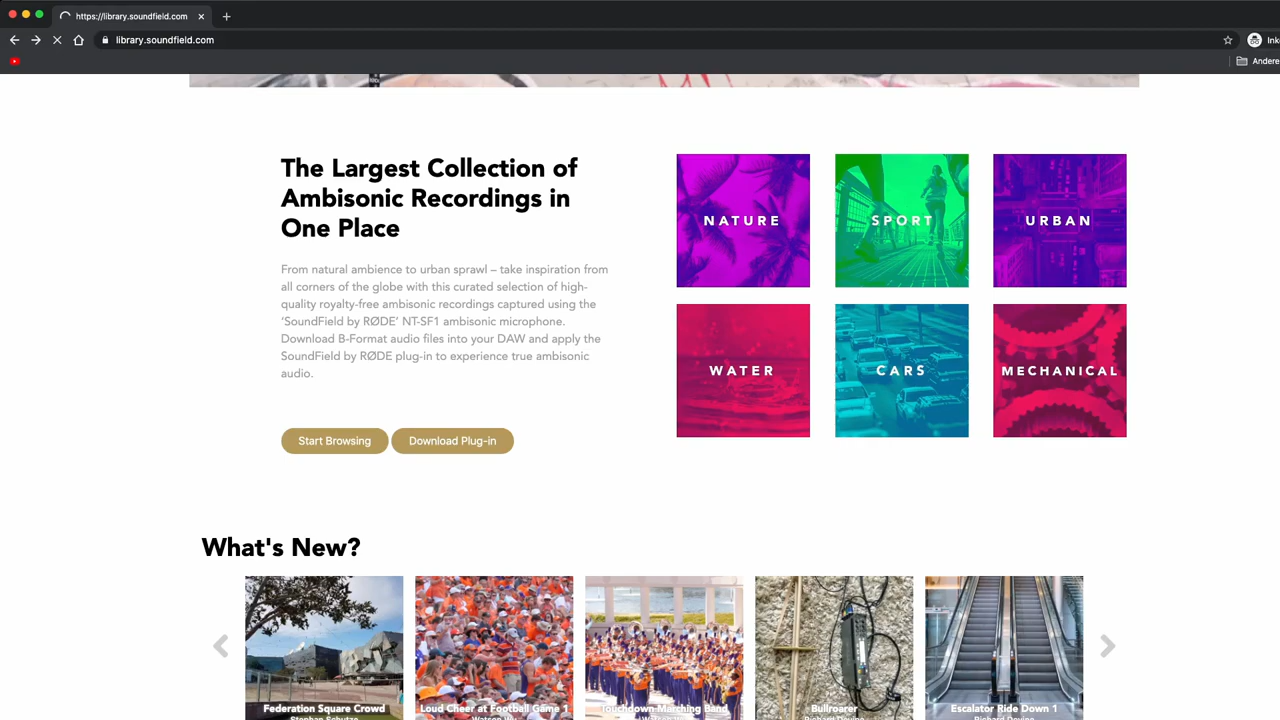 https://library.soundfield.com
library.soundfield.com
Ink
Andere
The Largest Collection of
Ambisonic Recordings in
One Place
From natural ambience to urban sprawl – take inspiration from
all corners of the globe with this curated selection of high-
quality royalty-free ambisonic recordings captured using the
‘SoundField by RØDE’ NT-SF1 ambisonic microphone.
Download B-Format audio files into your DAW and apply the
SoundField by RØDE plug-in to experience true ambisonic
audio.
Start Browsing Download Plug-in
NATURE SPORT URBAN
WATER CARS MECHANICAL
What's New?
Federation Square Crowd
Loud Cheer at Football Game 1
Touchdown Marching Band
Bullroarer
Escalator Ride Down 1